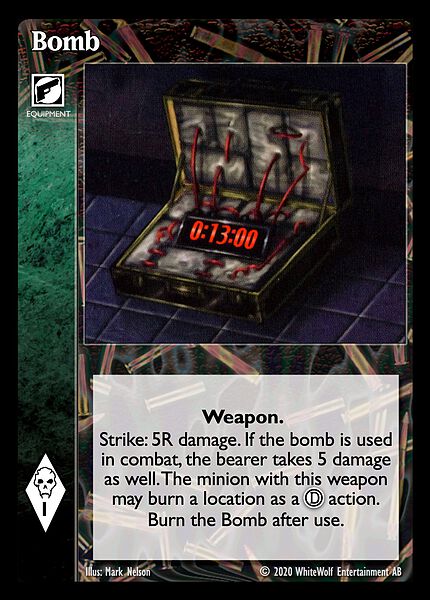 Bomb
EQUIPMENT
0:13:00
Weapon.
Strike: 5R damage. If the bomb is used
in combat, the bearer takes 5 damage
as well. The minion with this weapon
may burn a location as a Ⓓ action.
Burn the Bomb after use.
1
Illus: Mark Nelson
© 2020 WhiteWolf Entertainment AB